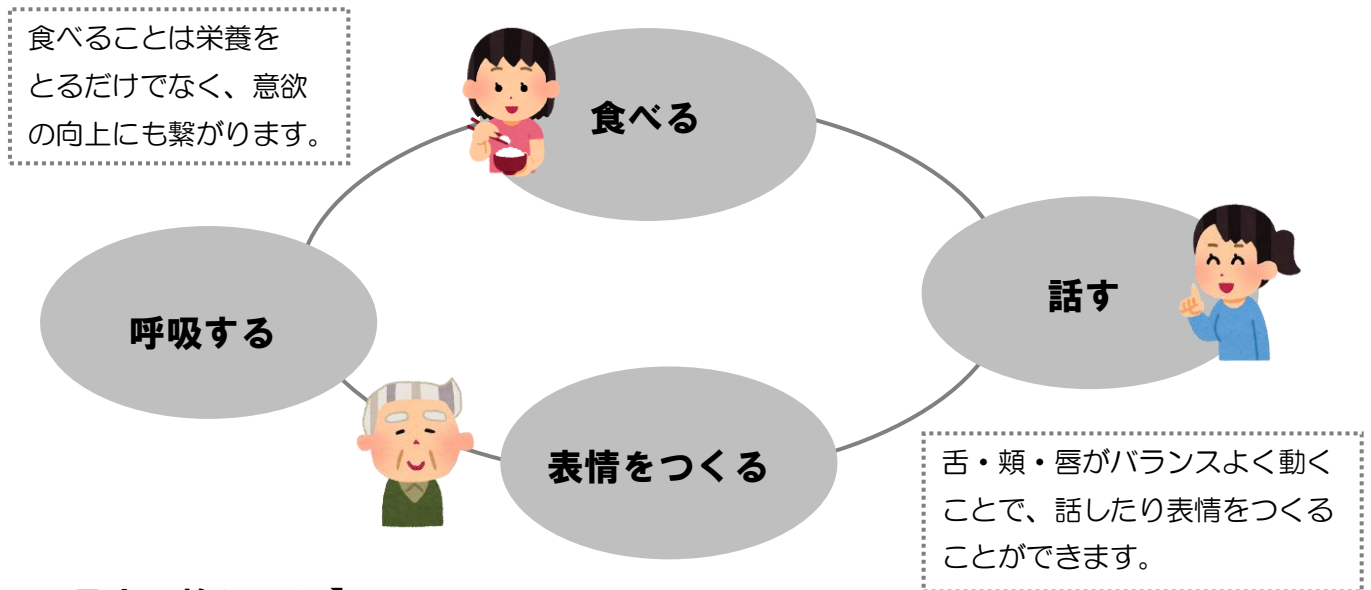 食べることは栄養を
とるだけでなく、意欲
の向上にも繋がります。
食べる
話す
呼吸する
表情をつくる
舌・頬・唇がバランスよく動く
ことで、話したり表情をつくる
ことができます。